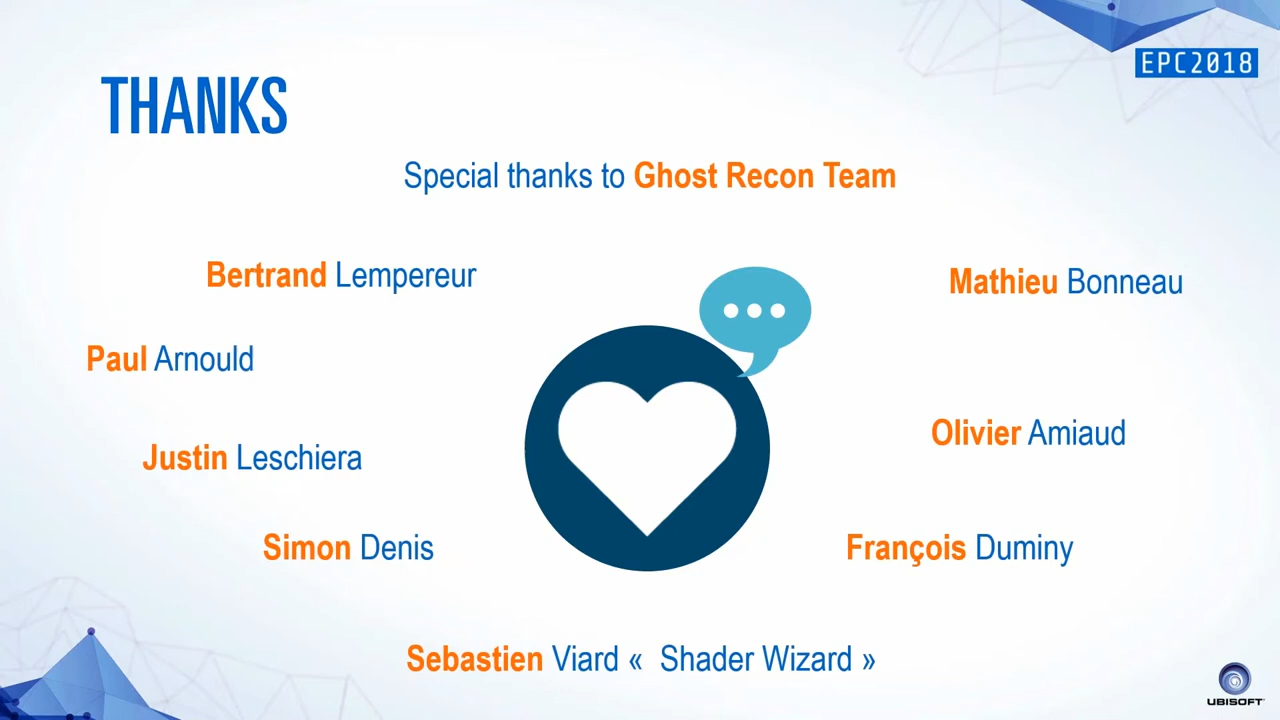 EPC2018
THANKS
Special thanks to Ghost Recon Team
Bertrand Lempereur
Mathieu Bonneau
Paul Arnould
Olivier Amiaud
Justin Leschiera
Simon Denis
François Duminy
Sebastien Viard «  Shader Wizard »
UBISOFT